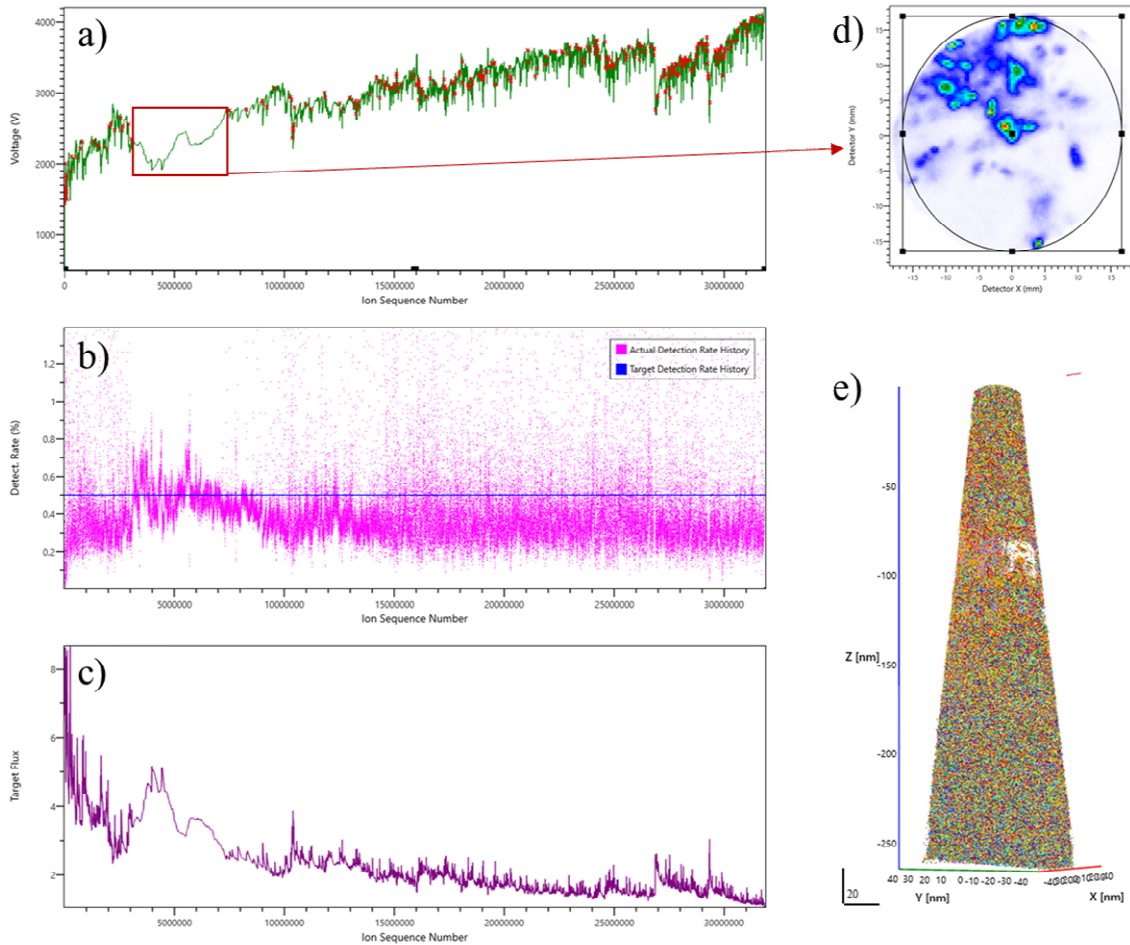 a)
4000
3000
2000
1000
Voltage (V)
0
5000000
10000000
15000000
20000000
25000000
30000000
Ion Sequence Number
d)
15
10
5
0
-5
-10
-15
Detector Y (mm)
-15
-10
-5
0
5
10
15
Detector X (mm)
b)
Actual Detection Rate History
Target Detection Rate History
1.2
1
0.8
0.6
0.4
0.2
Detect. Rate (%)
5000000
10000000
15000000
20000000
25000000
30000000
Ion Sequence Number
c)
8
6
4
2
Target Flux
5000000
10000000
15000000
20000000
25000000
30000000
Ion Sequence Number
e)
-50
-100
-150
-200
-250
Z [nm]
40 30 20 10 0-10-20-30-40
Y [nm]
X [nm]
20